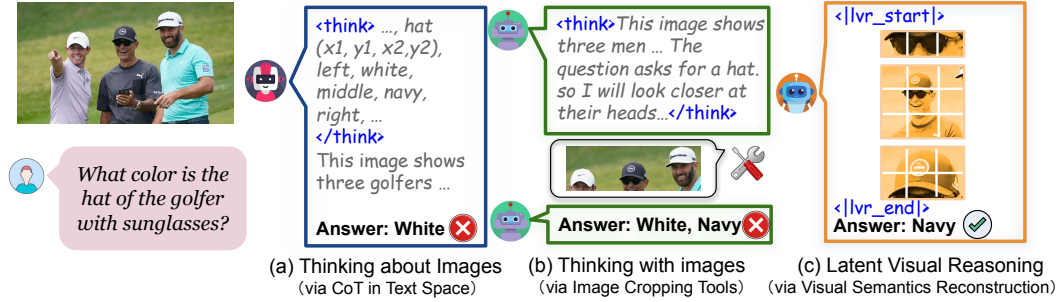 What color is the
hat of the golfer
with sunglasses?
<think> ..., hat
(x1, y1, x2,y2),
left, white,
middle, navy,
right, ...
</think>
This image shows
three golfers ...
Answer: White
(a) Thinking about Images
(via CoT in Text Space)
<think>This image shows
three men ... The
question asks for a hat.
so I will look closer at
their heads...</think>
Answer: White, Navy
(b) Thinking with images
(via Image Cropping Tools)
<|lvr_start|>
<|lvr_end|>
Answer: Navy
(c) Latent Visual Reasoning
(via Visual Semantics Reconstruction)